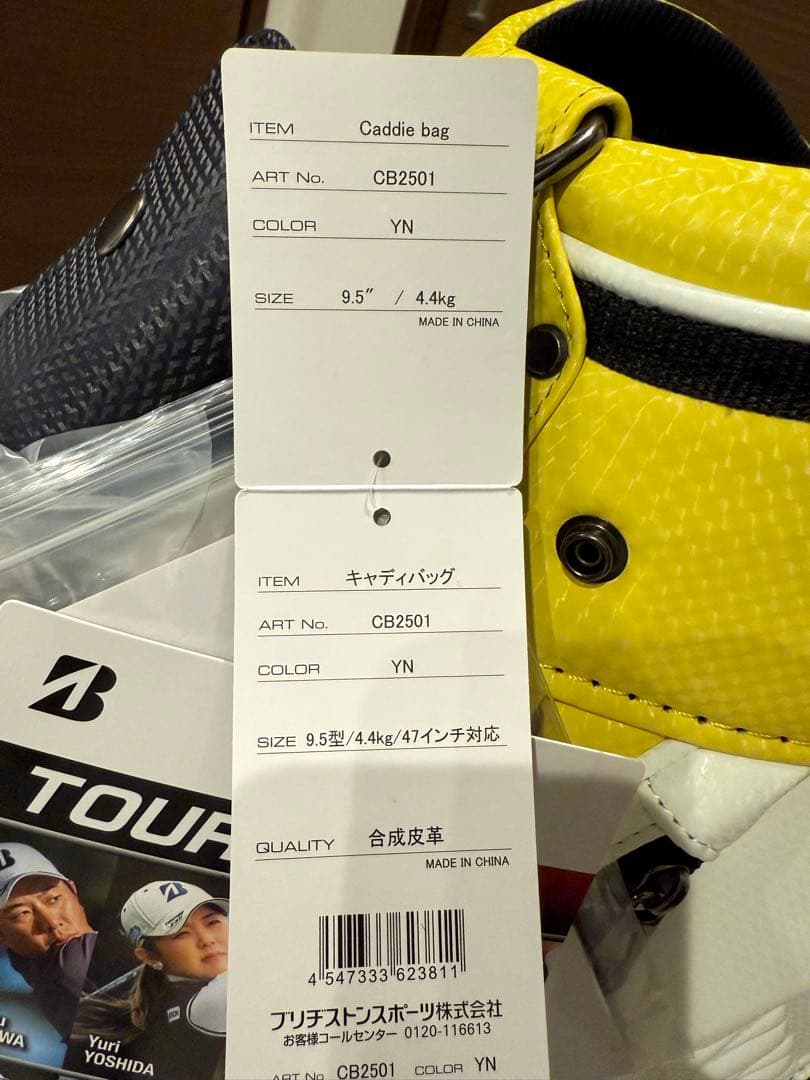 ITEM Caddie bag
ART No. CB2501
COLOR YN
SIZE 9.5" / 4.4kg
MADE IN CHINA
ITEM キャディバッグ
ART No. CB2501
COLOR YN
SIZE 9.5型/4.4kg/47インチ対応
QUALITY 合成皮革
MADE IN CHINA
4 547333 623811
ブリヂストンスポーツ株式会社
お客様コールセンター 0120-116613
ART No CB2501 COLOR YN
B
TOUR
Yuri
YOSHIDA